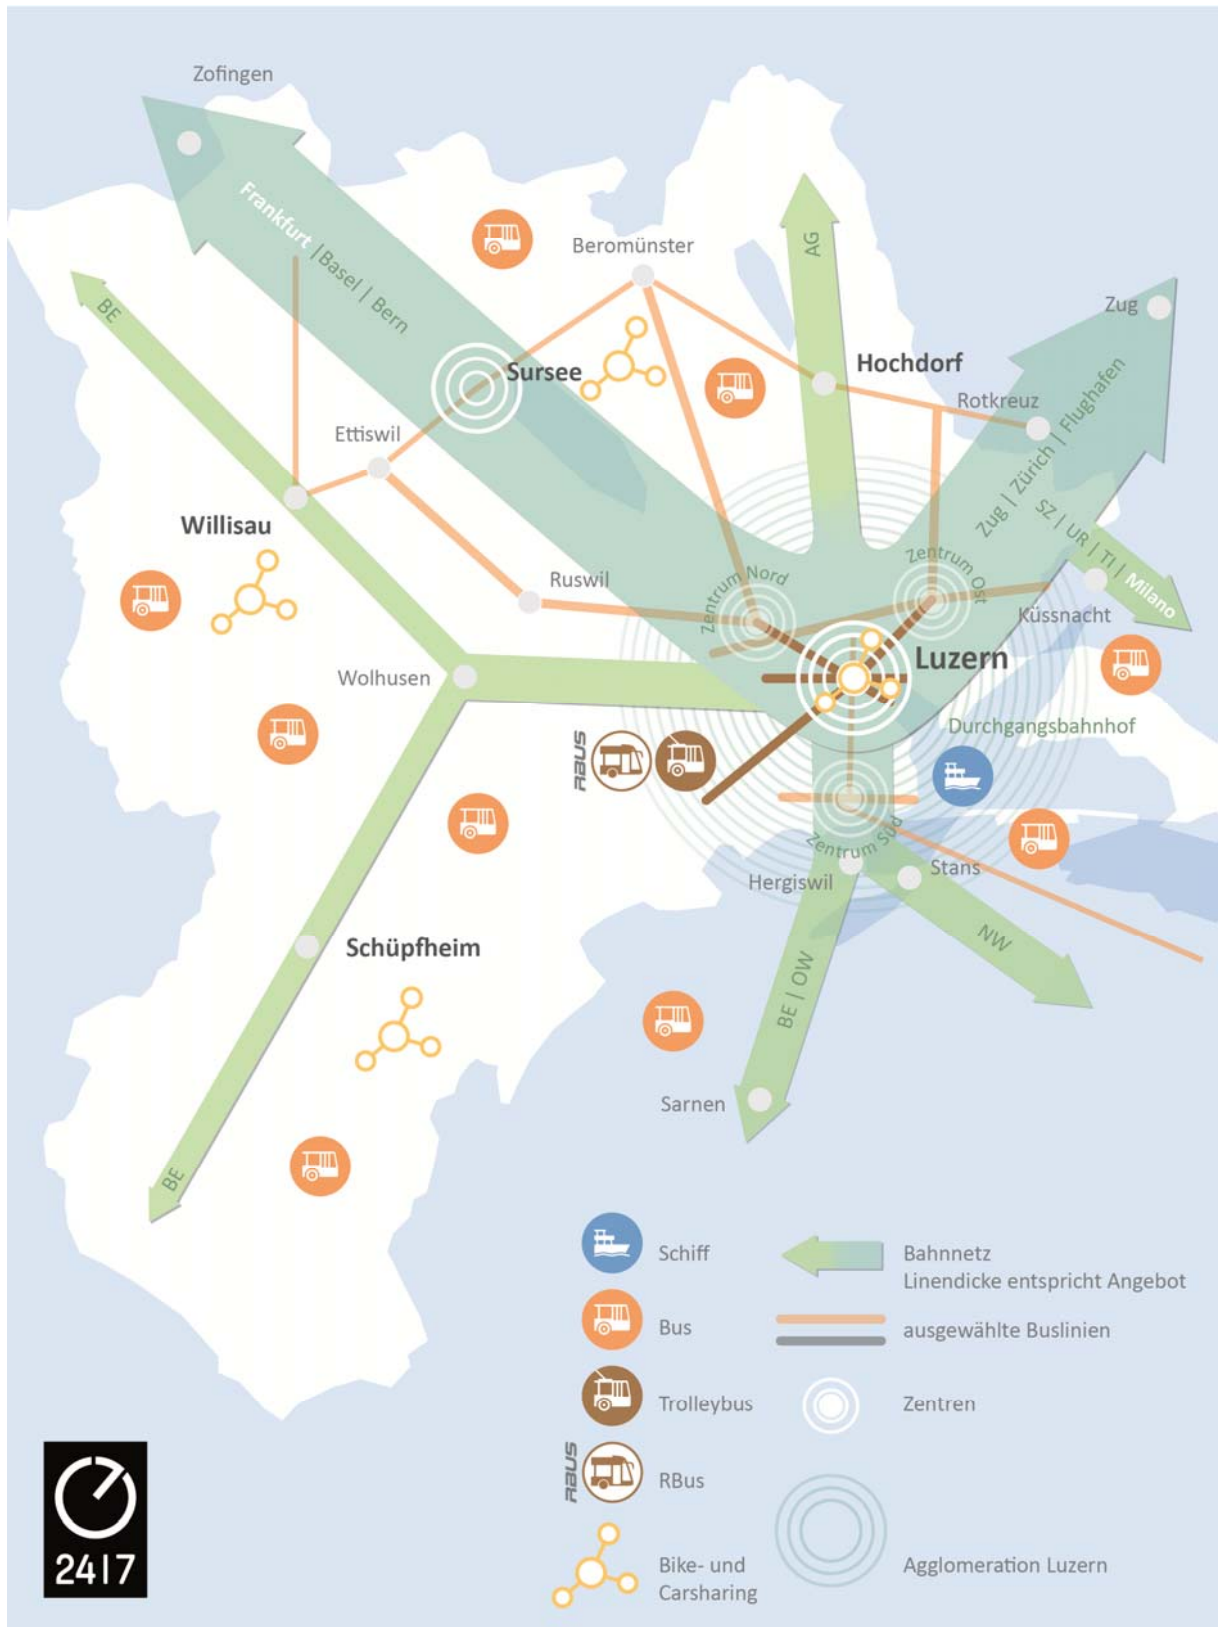 Zofingen
Frankfurt |Basel | Bern
Beromünster
AG
BE
Zug
Sursee
Hochdorf
Rotkreuz
Ettiswil
Zug | Zürich | Flughafen
Willisau
SZ | UR | TI | Milano
Ruswil
Zentrum Nord
Zentrum Ost
Küssnacht
Wolhusen
Luzern
Durchgangsbahnhof
RBUS
Zentrum Süd
Hergiswil
Stans
Schüpfheim
NW
BE | OW
Sarnen
BE
Schiff
Bahnnetz
Linendicke entspricht Angebot
Bus
ausgewählte Buslinien
Trolleybus
Zentren
RBUS
RBus
Bike- und
Carsharing
Agglomeration Luzern
24|7